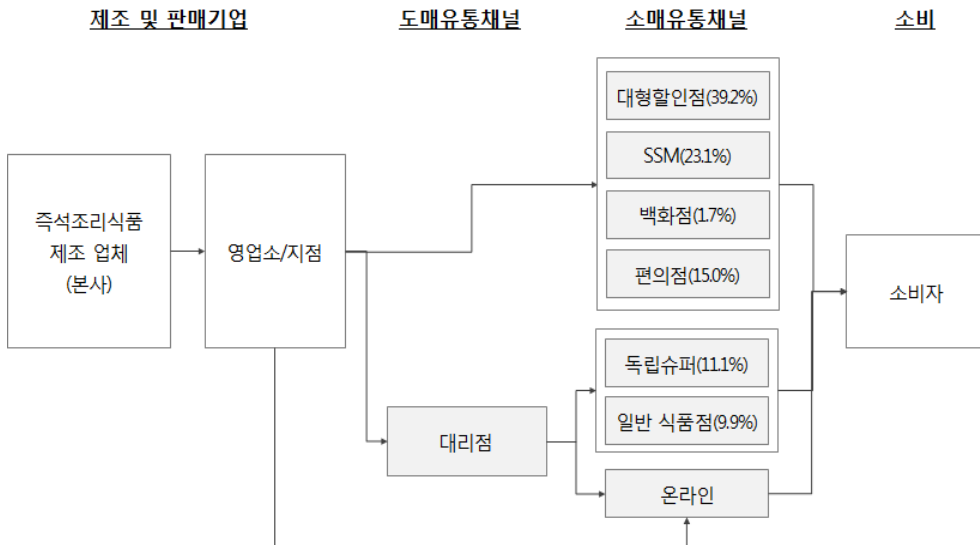 제조 및 판매기업
도매유통채널
소매유통채널
소비
대형할인점(39.2%)
SSM(23.1%)
백화점(1.7%)
편의점(15.0%)
즉석조리식품
제조 업체
(본사)
영업소/지점
소비자
독립슈퍼(11.1%)
일반 식품점(9.9%)
대리점
온라인